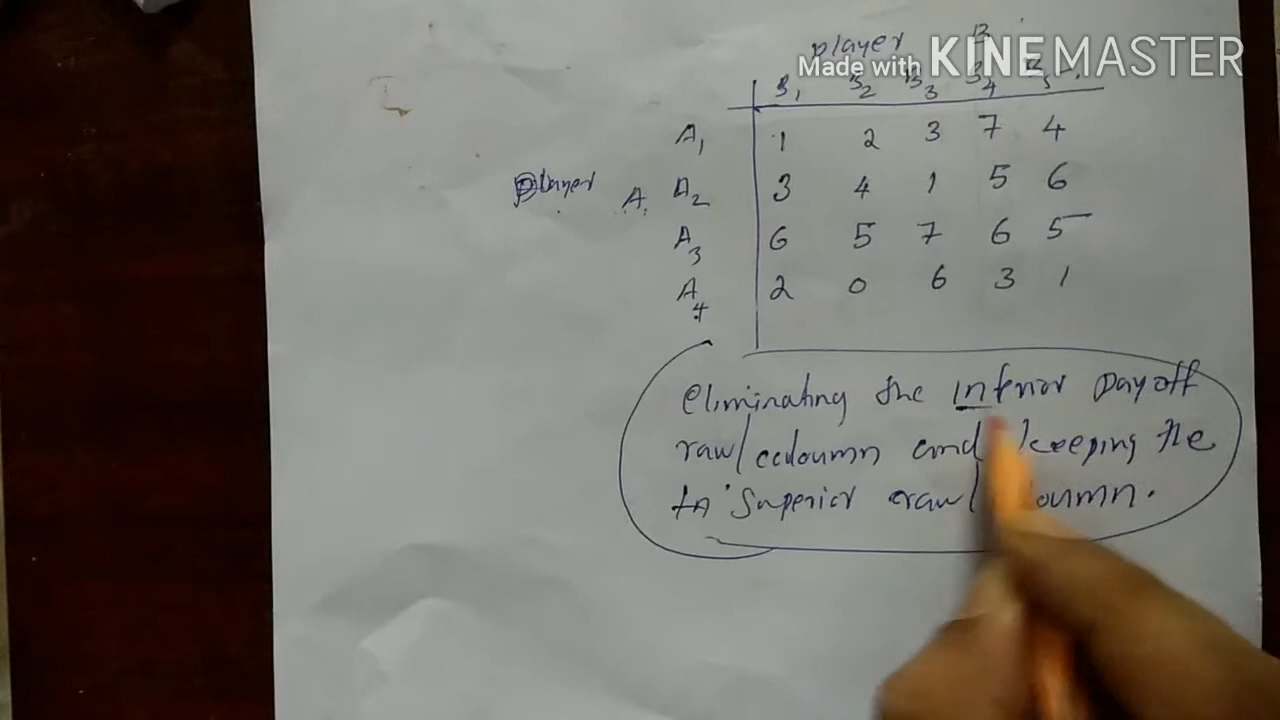 player B
Made with KINEMASTER
B1 B2 B3 B4 B5
A1 1 2 3 7 4
player A A2 3 4 1 5 6
A3 6 5 7 6 5
A4 2 0 6 3 1
Eliminating the inferior payoff
raw/ccloumn and keeping the
superior raw/